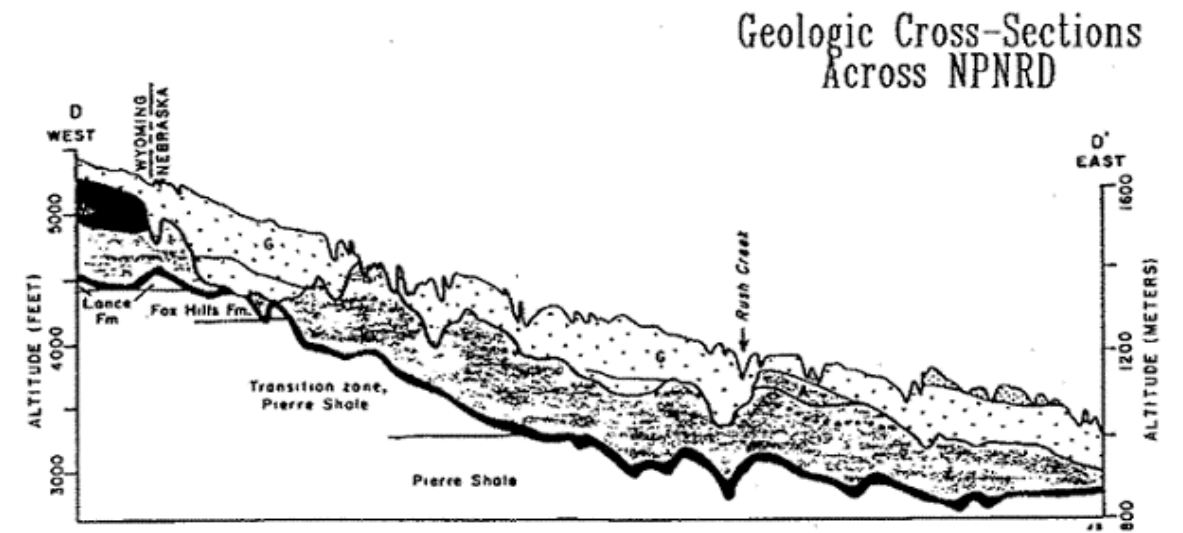 Geologic Cross-Sections
Across NPNRD
D
WEST
WYOMING
NEBRASKA
D'
EAST
5000
4000
3000
ALTITUDE (FEET)
1600
1200
800
ALTITUDE (METERS)
G
Rush Creek
G
A
Lance
Fm
Fox Hills Fm.
Transition zone,
Pierre Shale
Pierre Shale